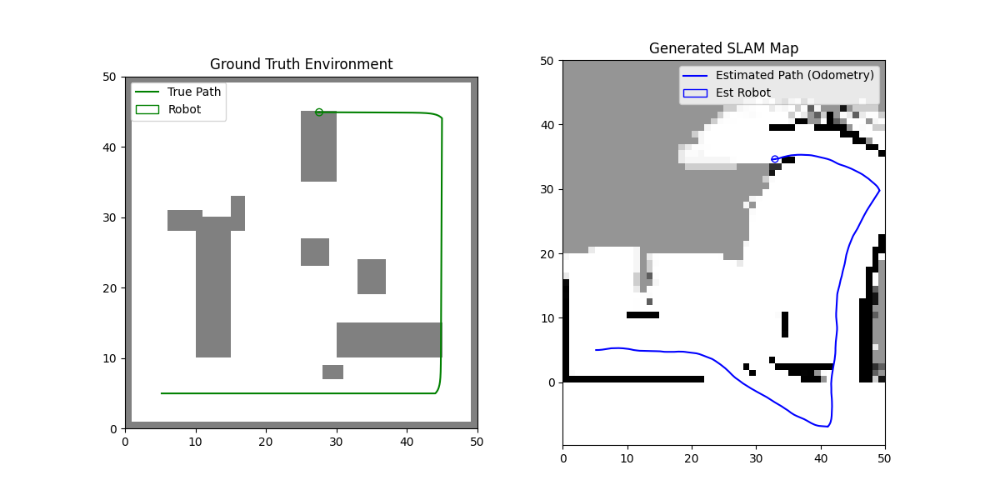 Ground Truth Environment
True Path
Robot
50
40
30
20
10
0
0 10 20 30 40 50
Generated SLAM Map
Estimated Path (Odometry)
Est Robot
50
40
30
20
10
0
0 10 20 30 40 50